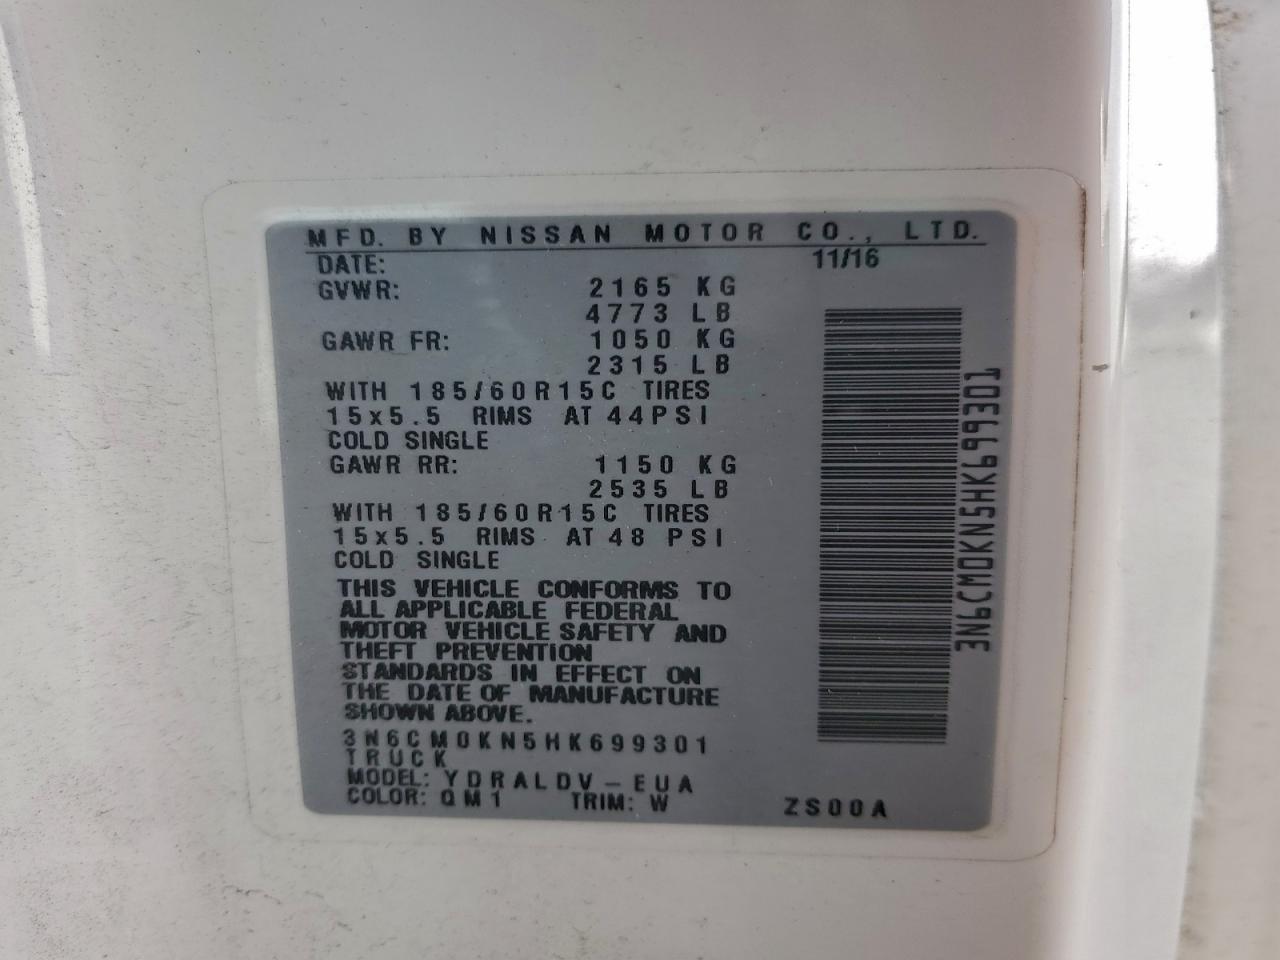 MFD. BY NISSAN MOTOR CO., LTD.
DATE: 11/16
GVWR: 2165 KG
4773 LB
GAWR FR: 1050 KG
2315 LB
WITH 185/60R15C TIRES
15x5.5 RIMS AT 44PSI
COLD SINGLE
GAWR RR: 1150 KG
2535 LB
WITH 185/60R15C TIRES
15x5.5 RIMS AT 48 PSI
COLD SINGLE
THIS VEHICLE CONFORMS TO
ALL APPLICABLE FEDERAL
MOTOR VEHICLE SAFETY AND
THEFT PREVENTION
STANDARDS IN EFFECT ON
THE DATE OF MANUFACTURE
SHOWN ABOVE.
3N6CM0KN5HK699301
TRUCK
MODEL: YDRALDV-EUA
COLOR: QM1 TRIM: W ZS00A
3N6CM0KN5HK699301